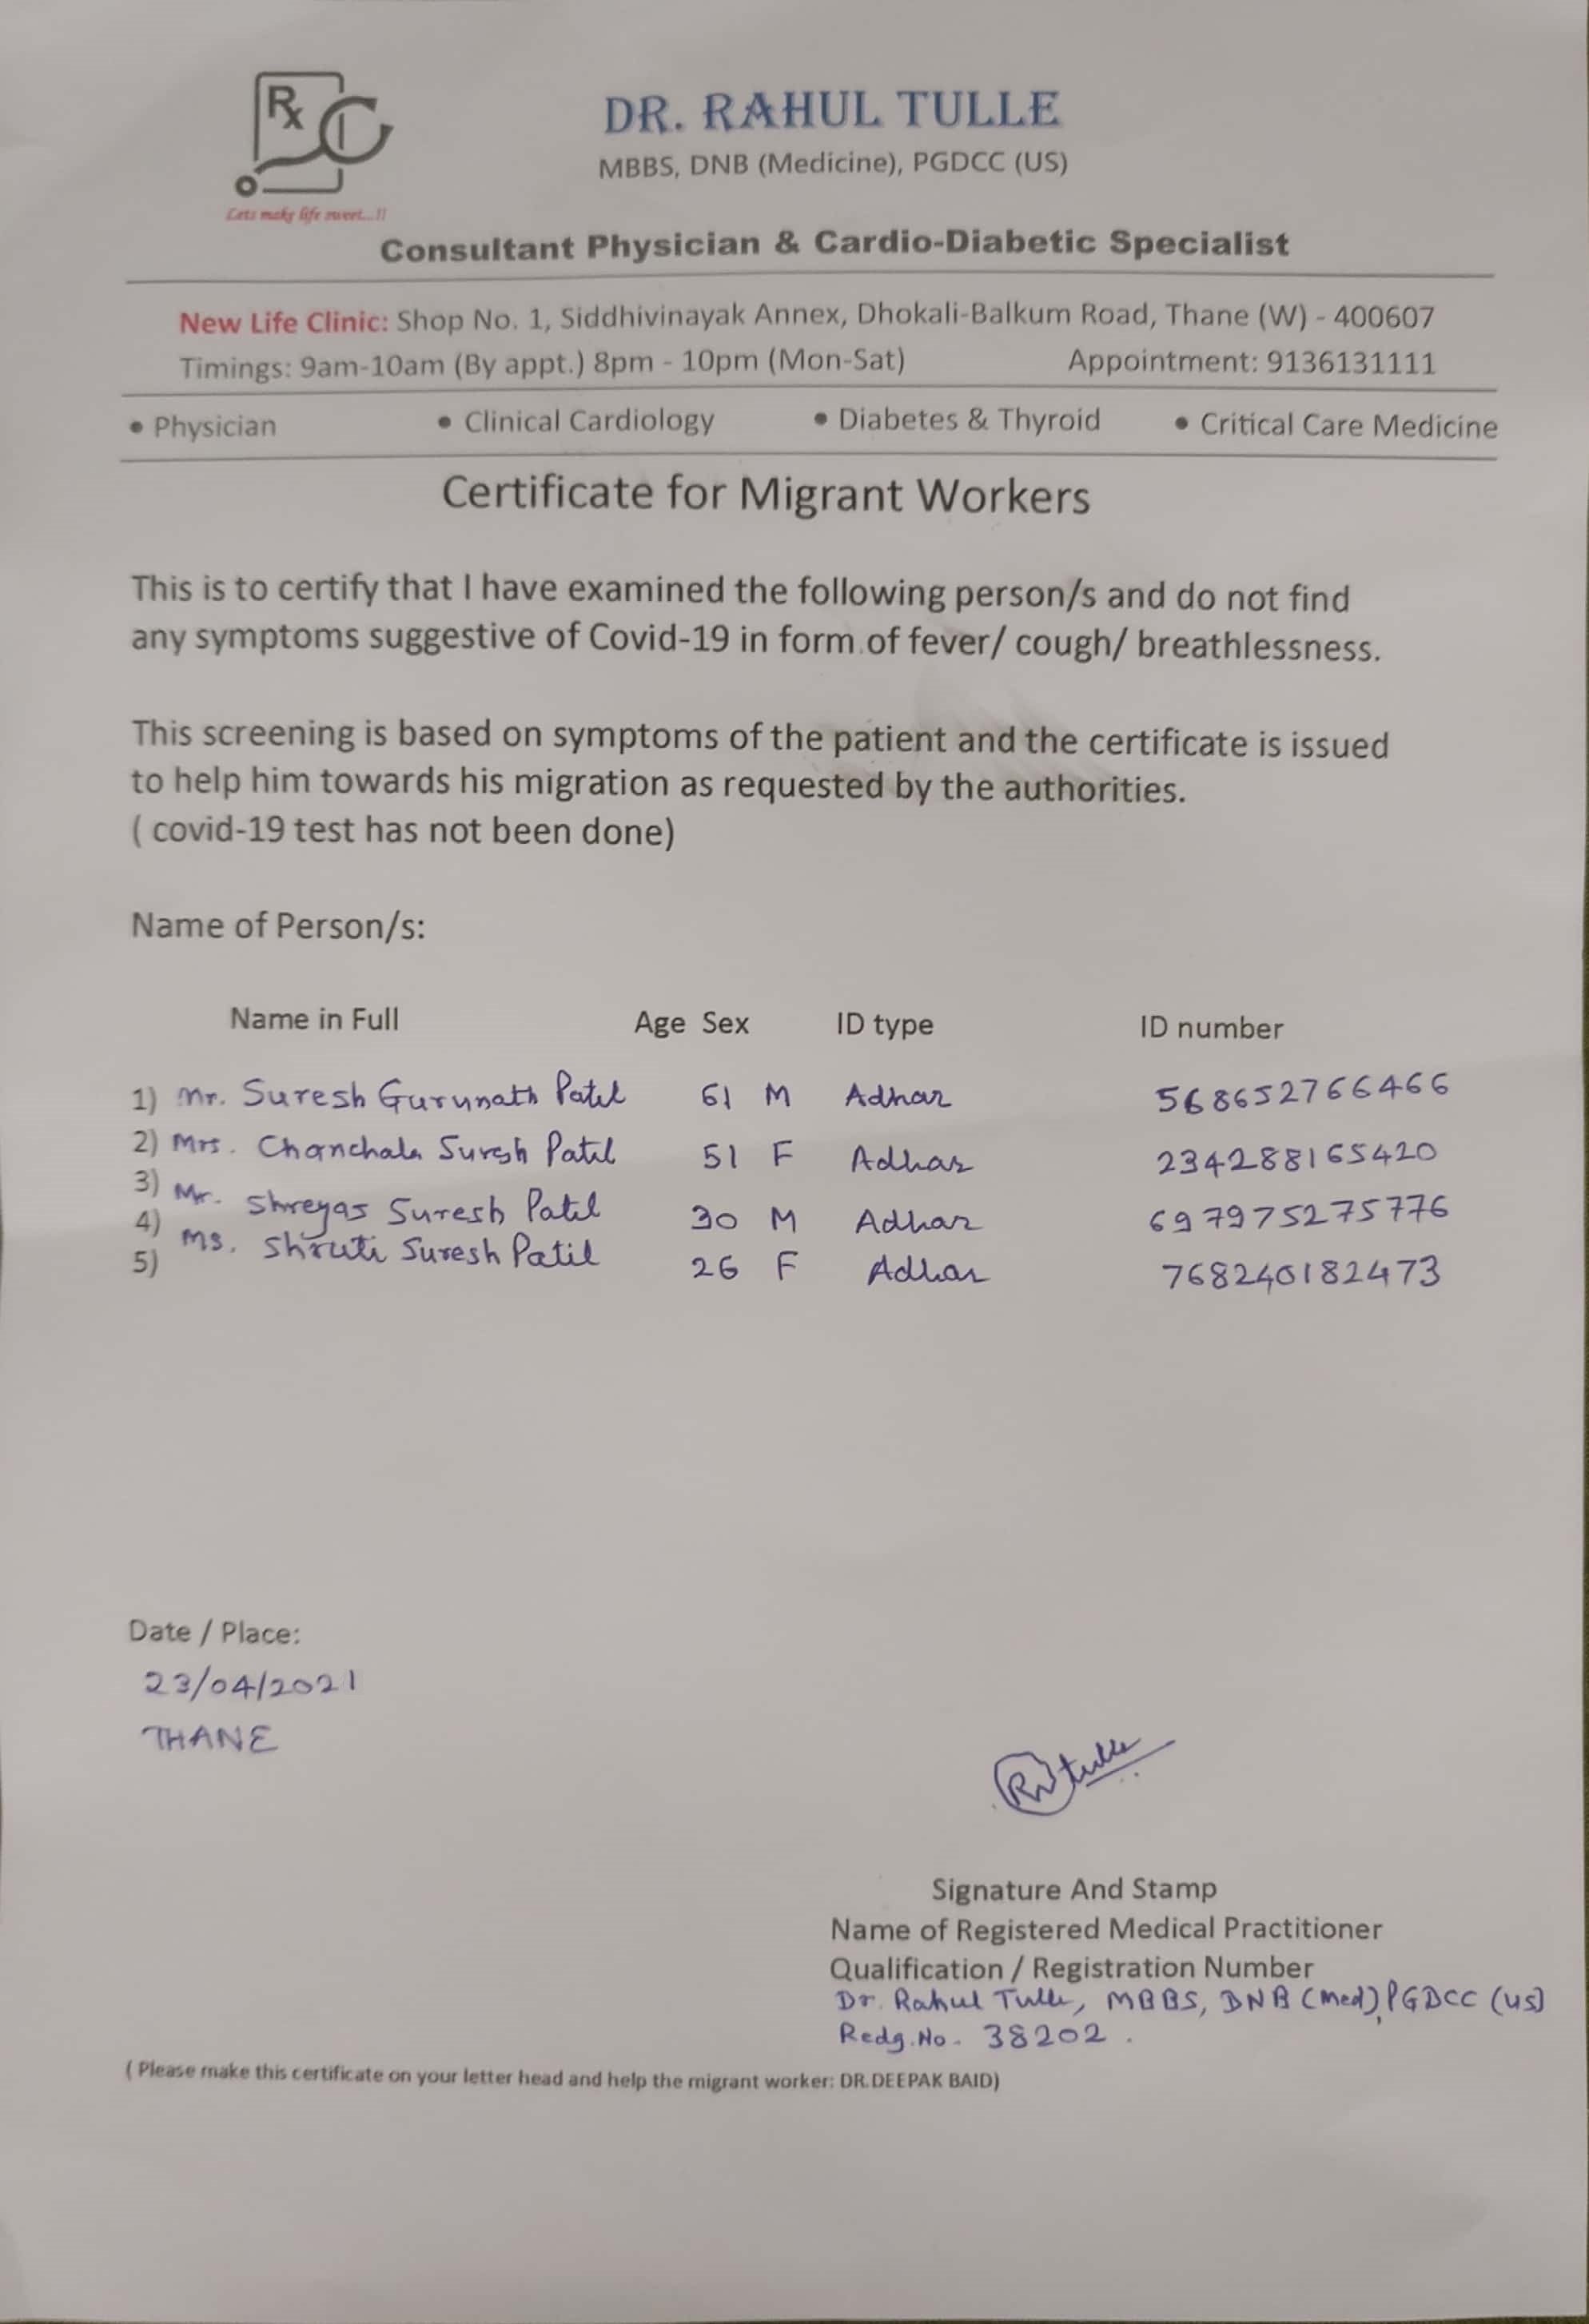 Rx
Lets make life sweet...!!
DR. RAHUL TULLE
MBBS, DNB (Medicine), PGDCC (US)
Consultant Physician & Cardio-Diabetic Specialist
New Life Clinic: Shop No. 1, Siddhivinayak Annex, Dhokali-Balkum Road, Thane (W) - 400607
Timings: 9am-10am (By appt.) 8pm - 10pm (Mon-Sat) Appointment: 9136131111
• Physician • Clinical Cardiology • Diabetes & Thyroid • Critical Care Medicine
Certificate for Migrant Workers
This is to certify that I have examined the following person/s and do not find
any symptoms suggestive of Covid-19 in form of fever/ cough/ breathlessness.
This screening is based on symptoms of the patient and the certificate is issued
to help him towards his migration as requested by the authorities.
( covid-19 test has not been done)
Name of Person/s:
Name in Full Age Sex ID type ID number
1) Mr. Suresh Gurunath Patil 61 M Adhar 568652766466
2) Mrs. Chanchala Suresh Patil 51 F Adhar 234288165420
3) Mr. Shreyas Suresh Patil 30 M Adhar 697975275776
4) Ms. Shruti Suresh Patil 26 F Adhar 768240182473
5)
Date / Place:
23/04/2021
THANE
Rtulle
Signature And Stamp
Name of Registered Medical Practitioner
Qualification / Registration Number
Dr. Rahul Tulle, MBBS, DNB (Med), PGDCC (US)
Redg.No. 38202.
( Please make this certificate on your letter head and help the migrant worker: DR.DEEPAK BAID)